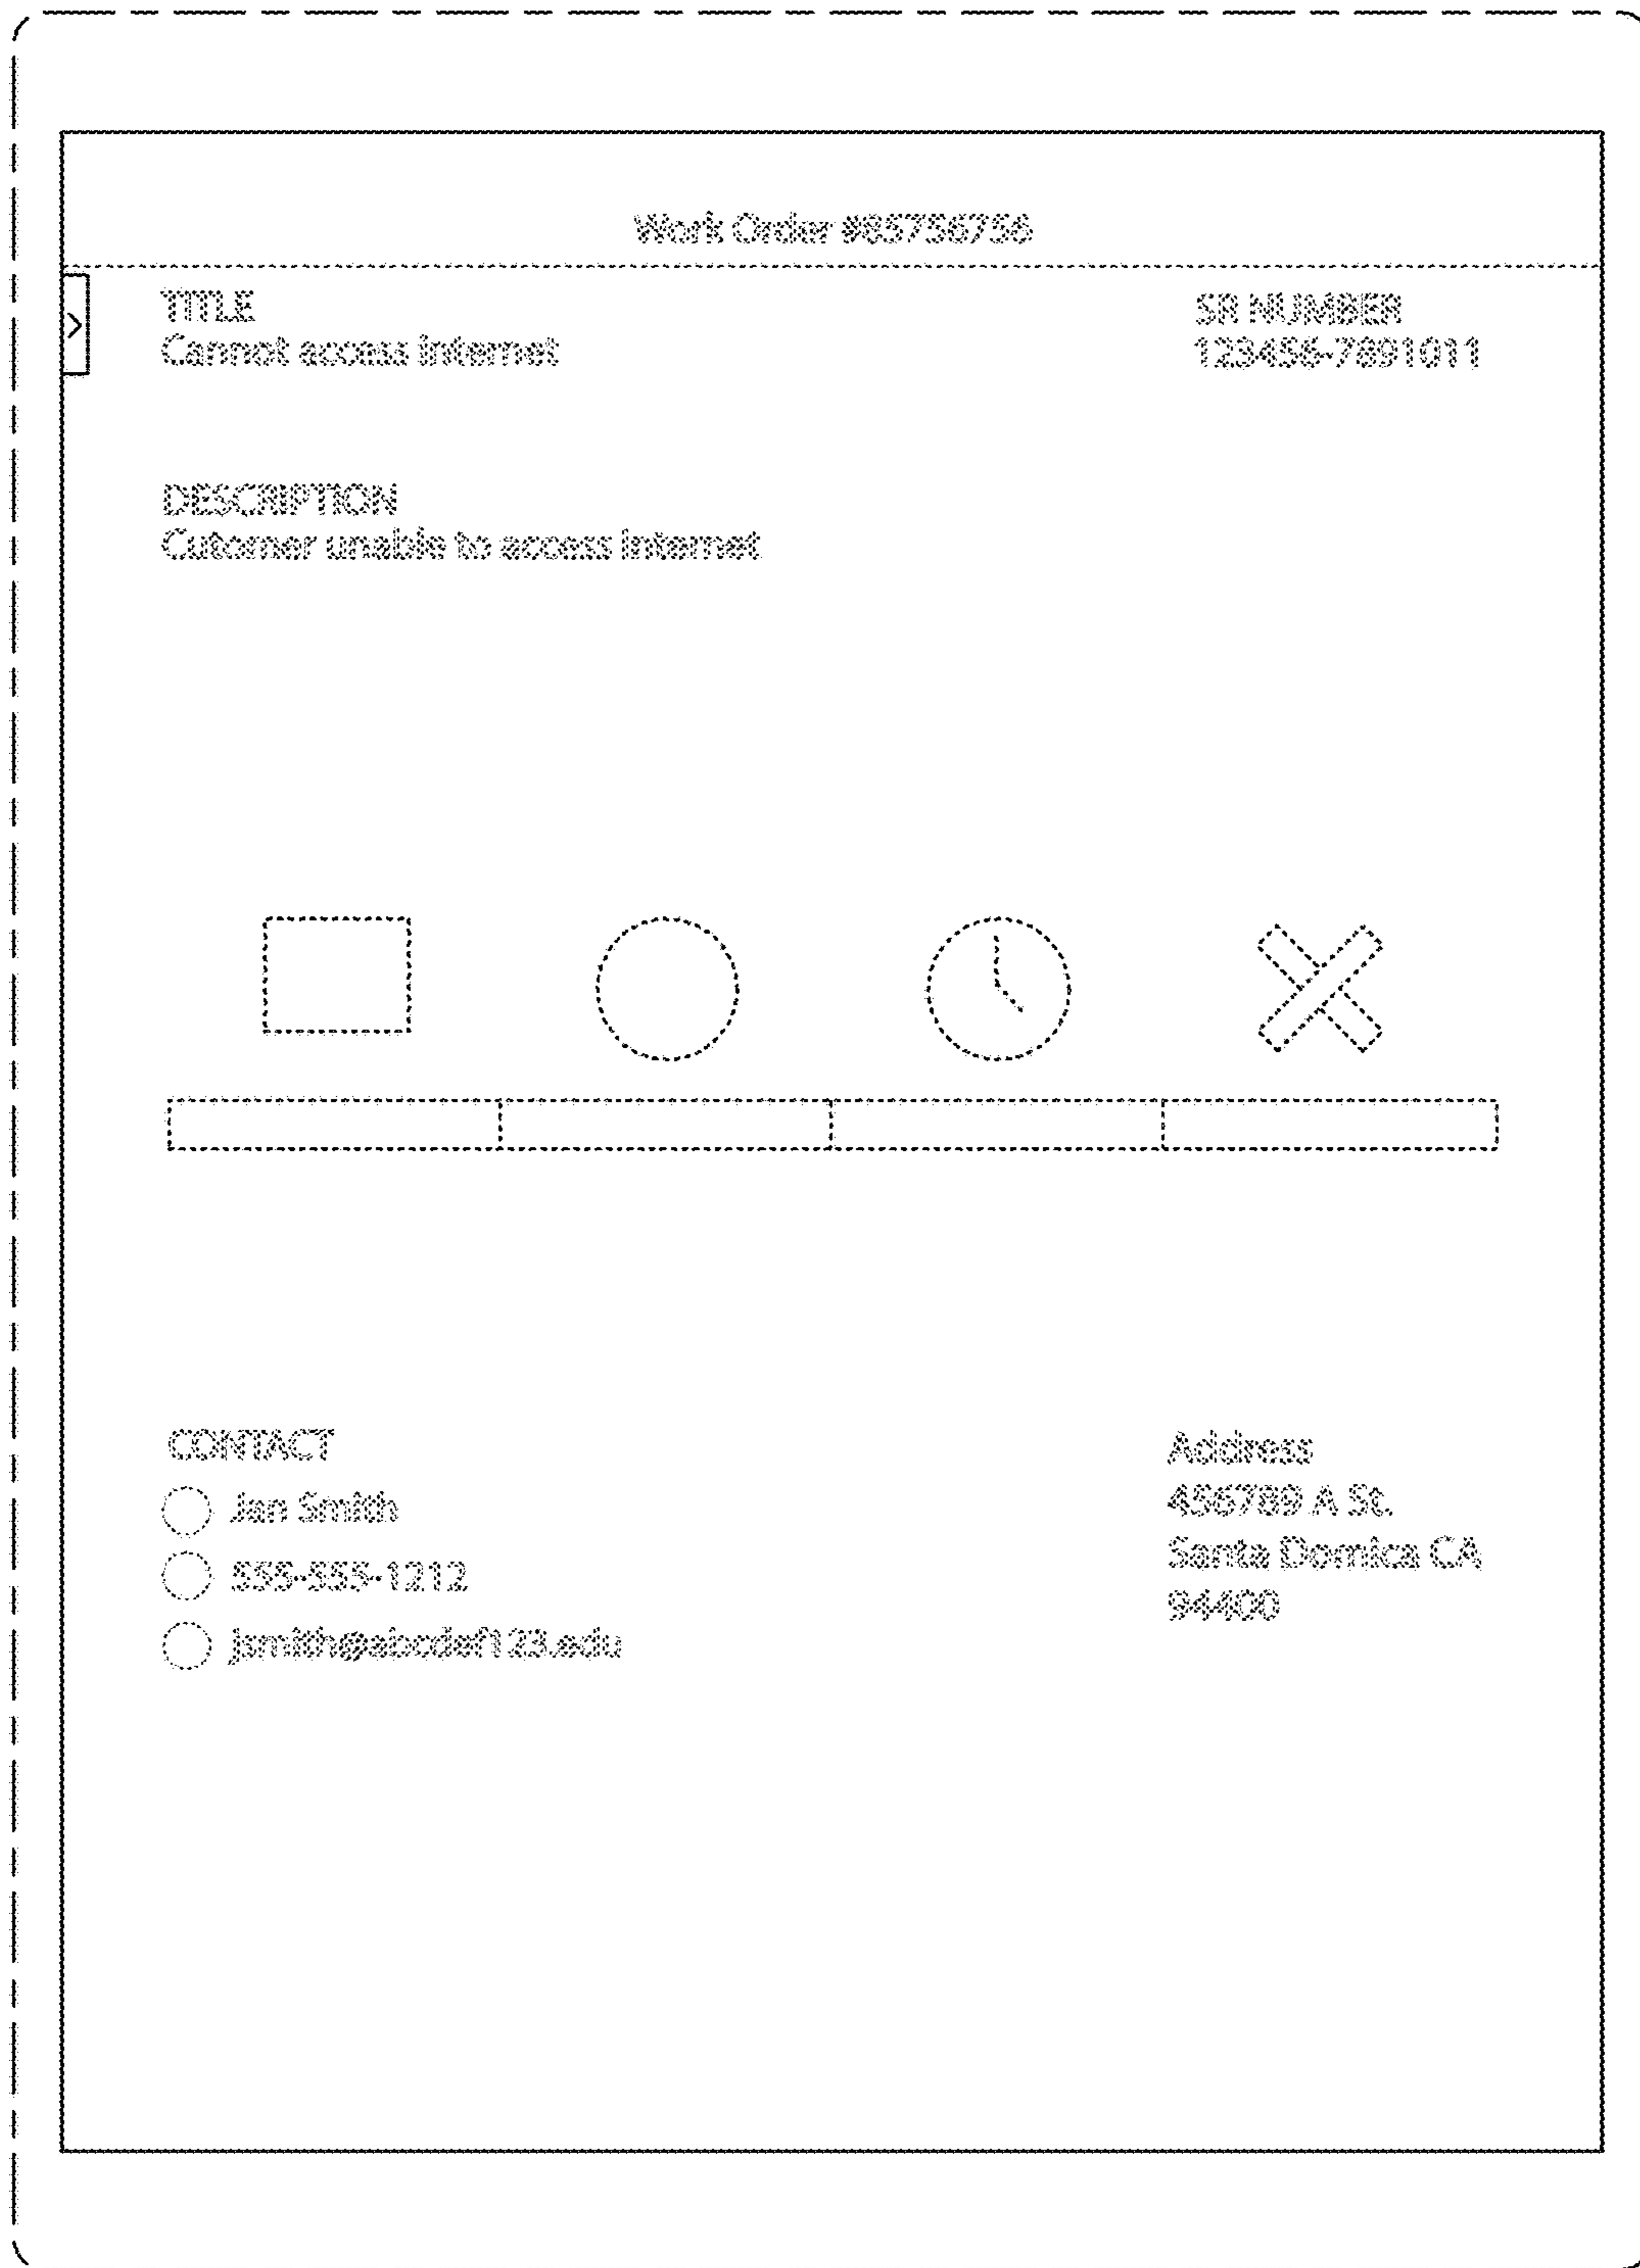 Work Order #85756756
TITLE
Cannot access internet
SR NUMBER
123456-7891011
DESCRIPTION
Cutomer unable to access internet
CONTACT
Jan Smith
555-555-1212
jsmith@abcdef123.edu
Address
456789 A St.
Santa Domica CA
94400